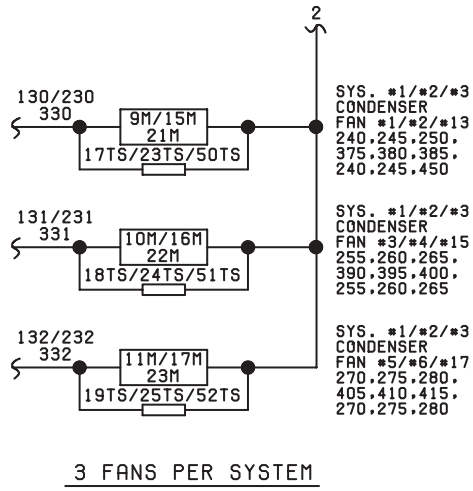 2
130/230
330
9M/15M
21M
17TS/23TS/50TS
SYS. #1/#2/#3
CONDENSER
FAN #1/#2/#13
240,245,250,
375,380,385,
240,245,450
131/231
331
10M/16M
22M
18TS/24TS/51TS
SYS. #1/#2/#3
CONDENSER
FAN #3/#4/#15
255,260,265,
390,395,400,
255,260,265
132/232
332
11M/17M
23M
19TS/25TS/52TS
SYS. #1/#2/#3
CONDENSER
FAN #5/#6/#17
270,275,280,
405,410,415,
270,275,280
3 FANS PER SYSTEM